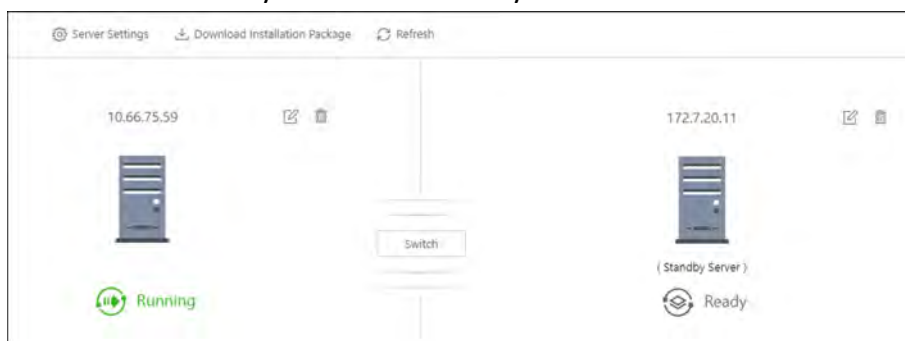 Server Settings Download Installation Package Refresh
10.66.75.59
172.7.20.11
Switch
( Standby Server )
Running
Ready